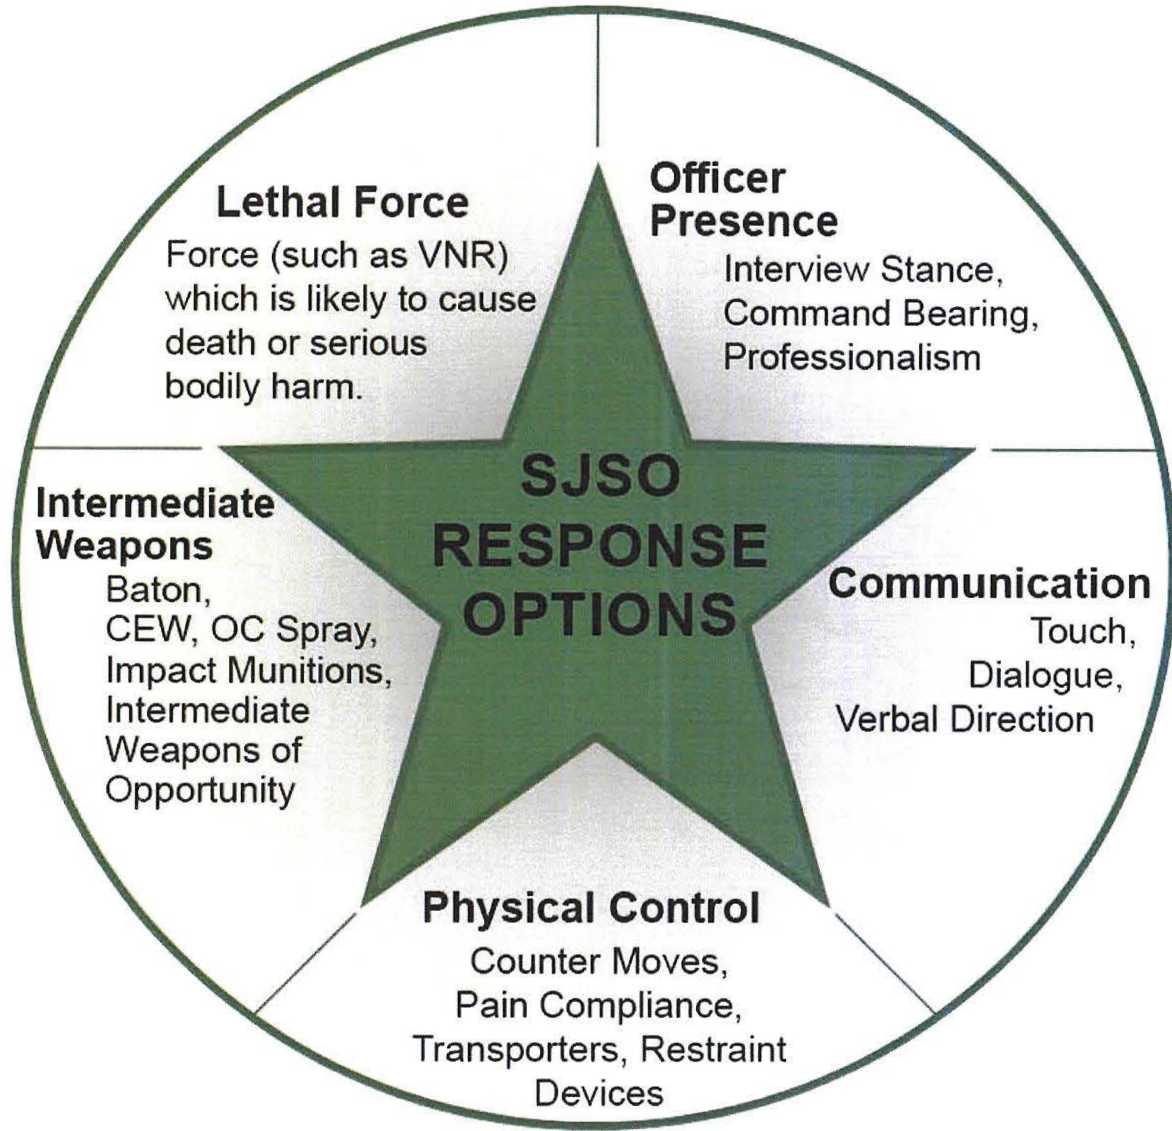 Lethal Force
Force (such as VNR)
which is likely to cause
death or serious
bodily harm.
Officer
Presence
Interview Stance,
Command Bearing,
Professionalism
SJSO
RESPONSE
OPTIONS
Intermediate
Weapons
Baton,
CEW, OC Spray,
Impact Munitions,
Intermediate
Weapons of
Opportunity
Communication
Touch,
Dialogue,
Verbal Direction
Physical Control
Counter Moves,
Pain Compliance,
Transporters, Restraint
Devices